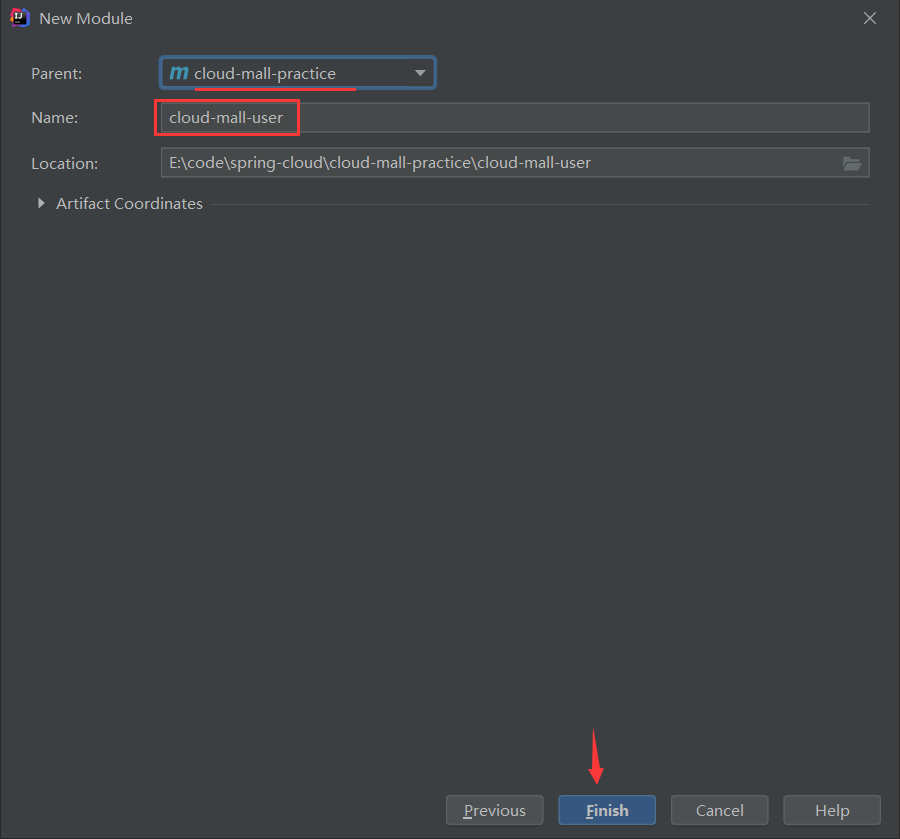 New Module
Parent: m cloud-mall-practice
Name: cloud-mall-user
Location: E:\code\spring-cloud\cloud-mall-practice\cloud-mall-user
Artifact Coordinates
Previous Finish Cancel Help